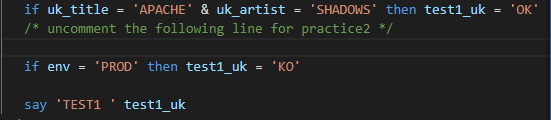 if uk_title = 'APACHE' & uk_artist = 'SHADOWS' then test1_uk = 'OK'
/* uncomment the following line for practice2 */
if env = 'PROD' then test1_uk = 'KO'
say 'TEST1 ' test1_uk